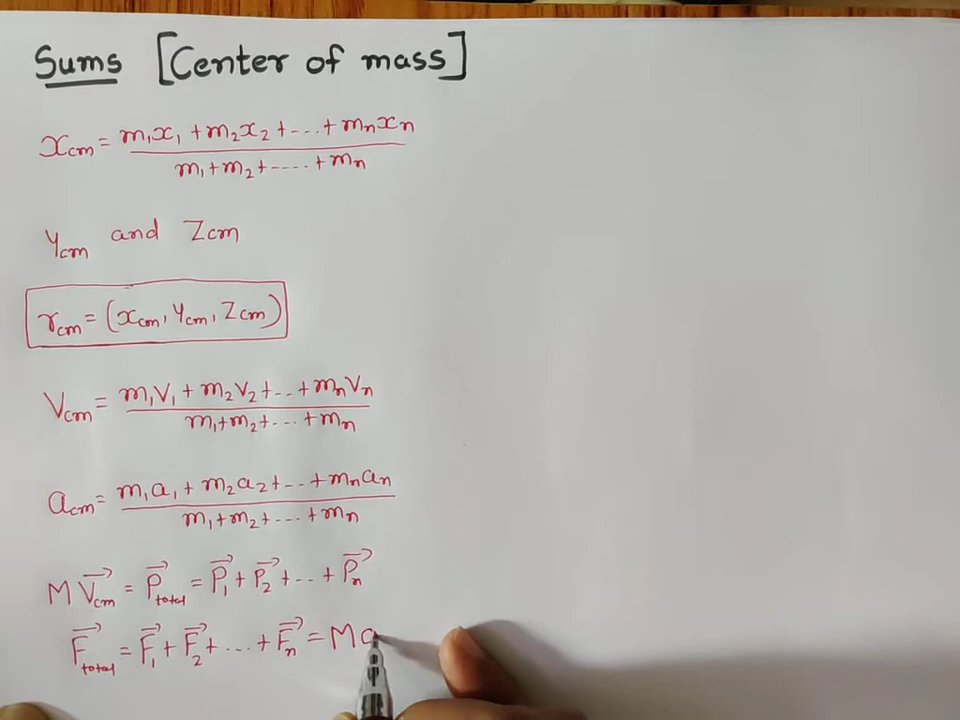 Sums [Center of mass]
xcm = m1x1 + m2x2 + ... + mnxn
m1 + m2 + ..... + mn
Ycm and Zcm
rcm = (xcm, Ycm, Zcm)
Vcm = m1V1 + m2V2 + ... + mnVn
m1 + m2 + ... + mn
acm = m1a1 + m2a2 + ... + mnan
m1 + m2 + ... + mn
M V⃗cm = P⃗total = P⃗1 + P⃗2 + ... + P⃗n
F⃗total = F⃗1 + F⃗2 + ... + F⃗n = Ma